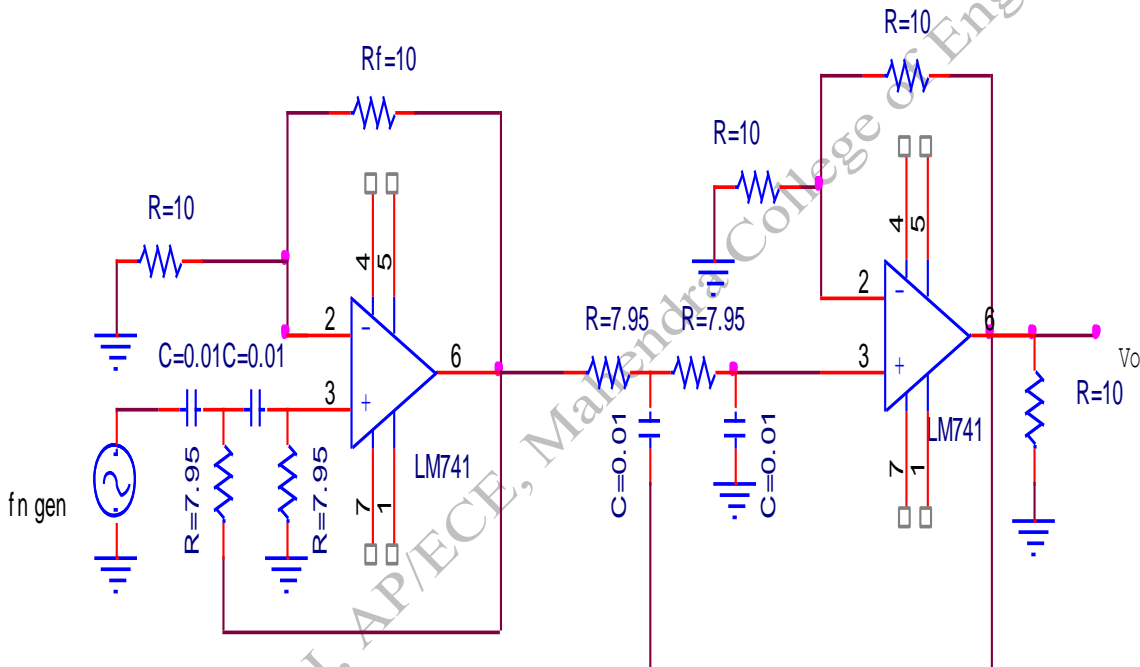 R=10
Rf=10
R=10
R=10
4
5
4
5
2
6
2
3
LM741
C=0.01C=0.01
R=7.95 R=7.95
6
3
Vo
R=10
LM741
fn gen
R=7.95
R=7.95
7
1
C=0.01
C=0.01
7
1
I, AP/ECE, Mahendra College of Eng